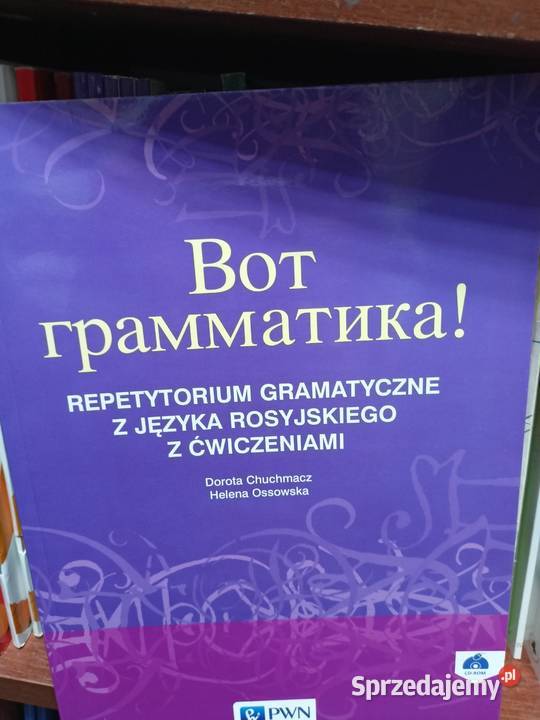 Вот
грамматика!
REPETYTORIUM GRAMATYCZNE
Z JĘZYKA ROSYJSKIEGO
Z ĆWICZENIAMI
Dorota Chuchmacz
Helena Ossowska
CD-ROM
PWN
Sprzedajemy.pl